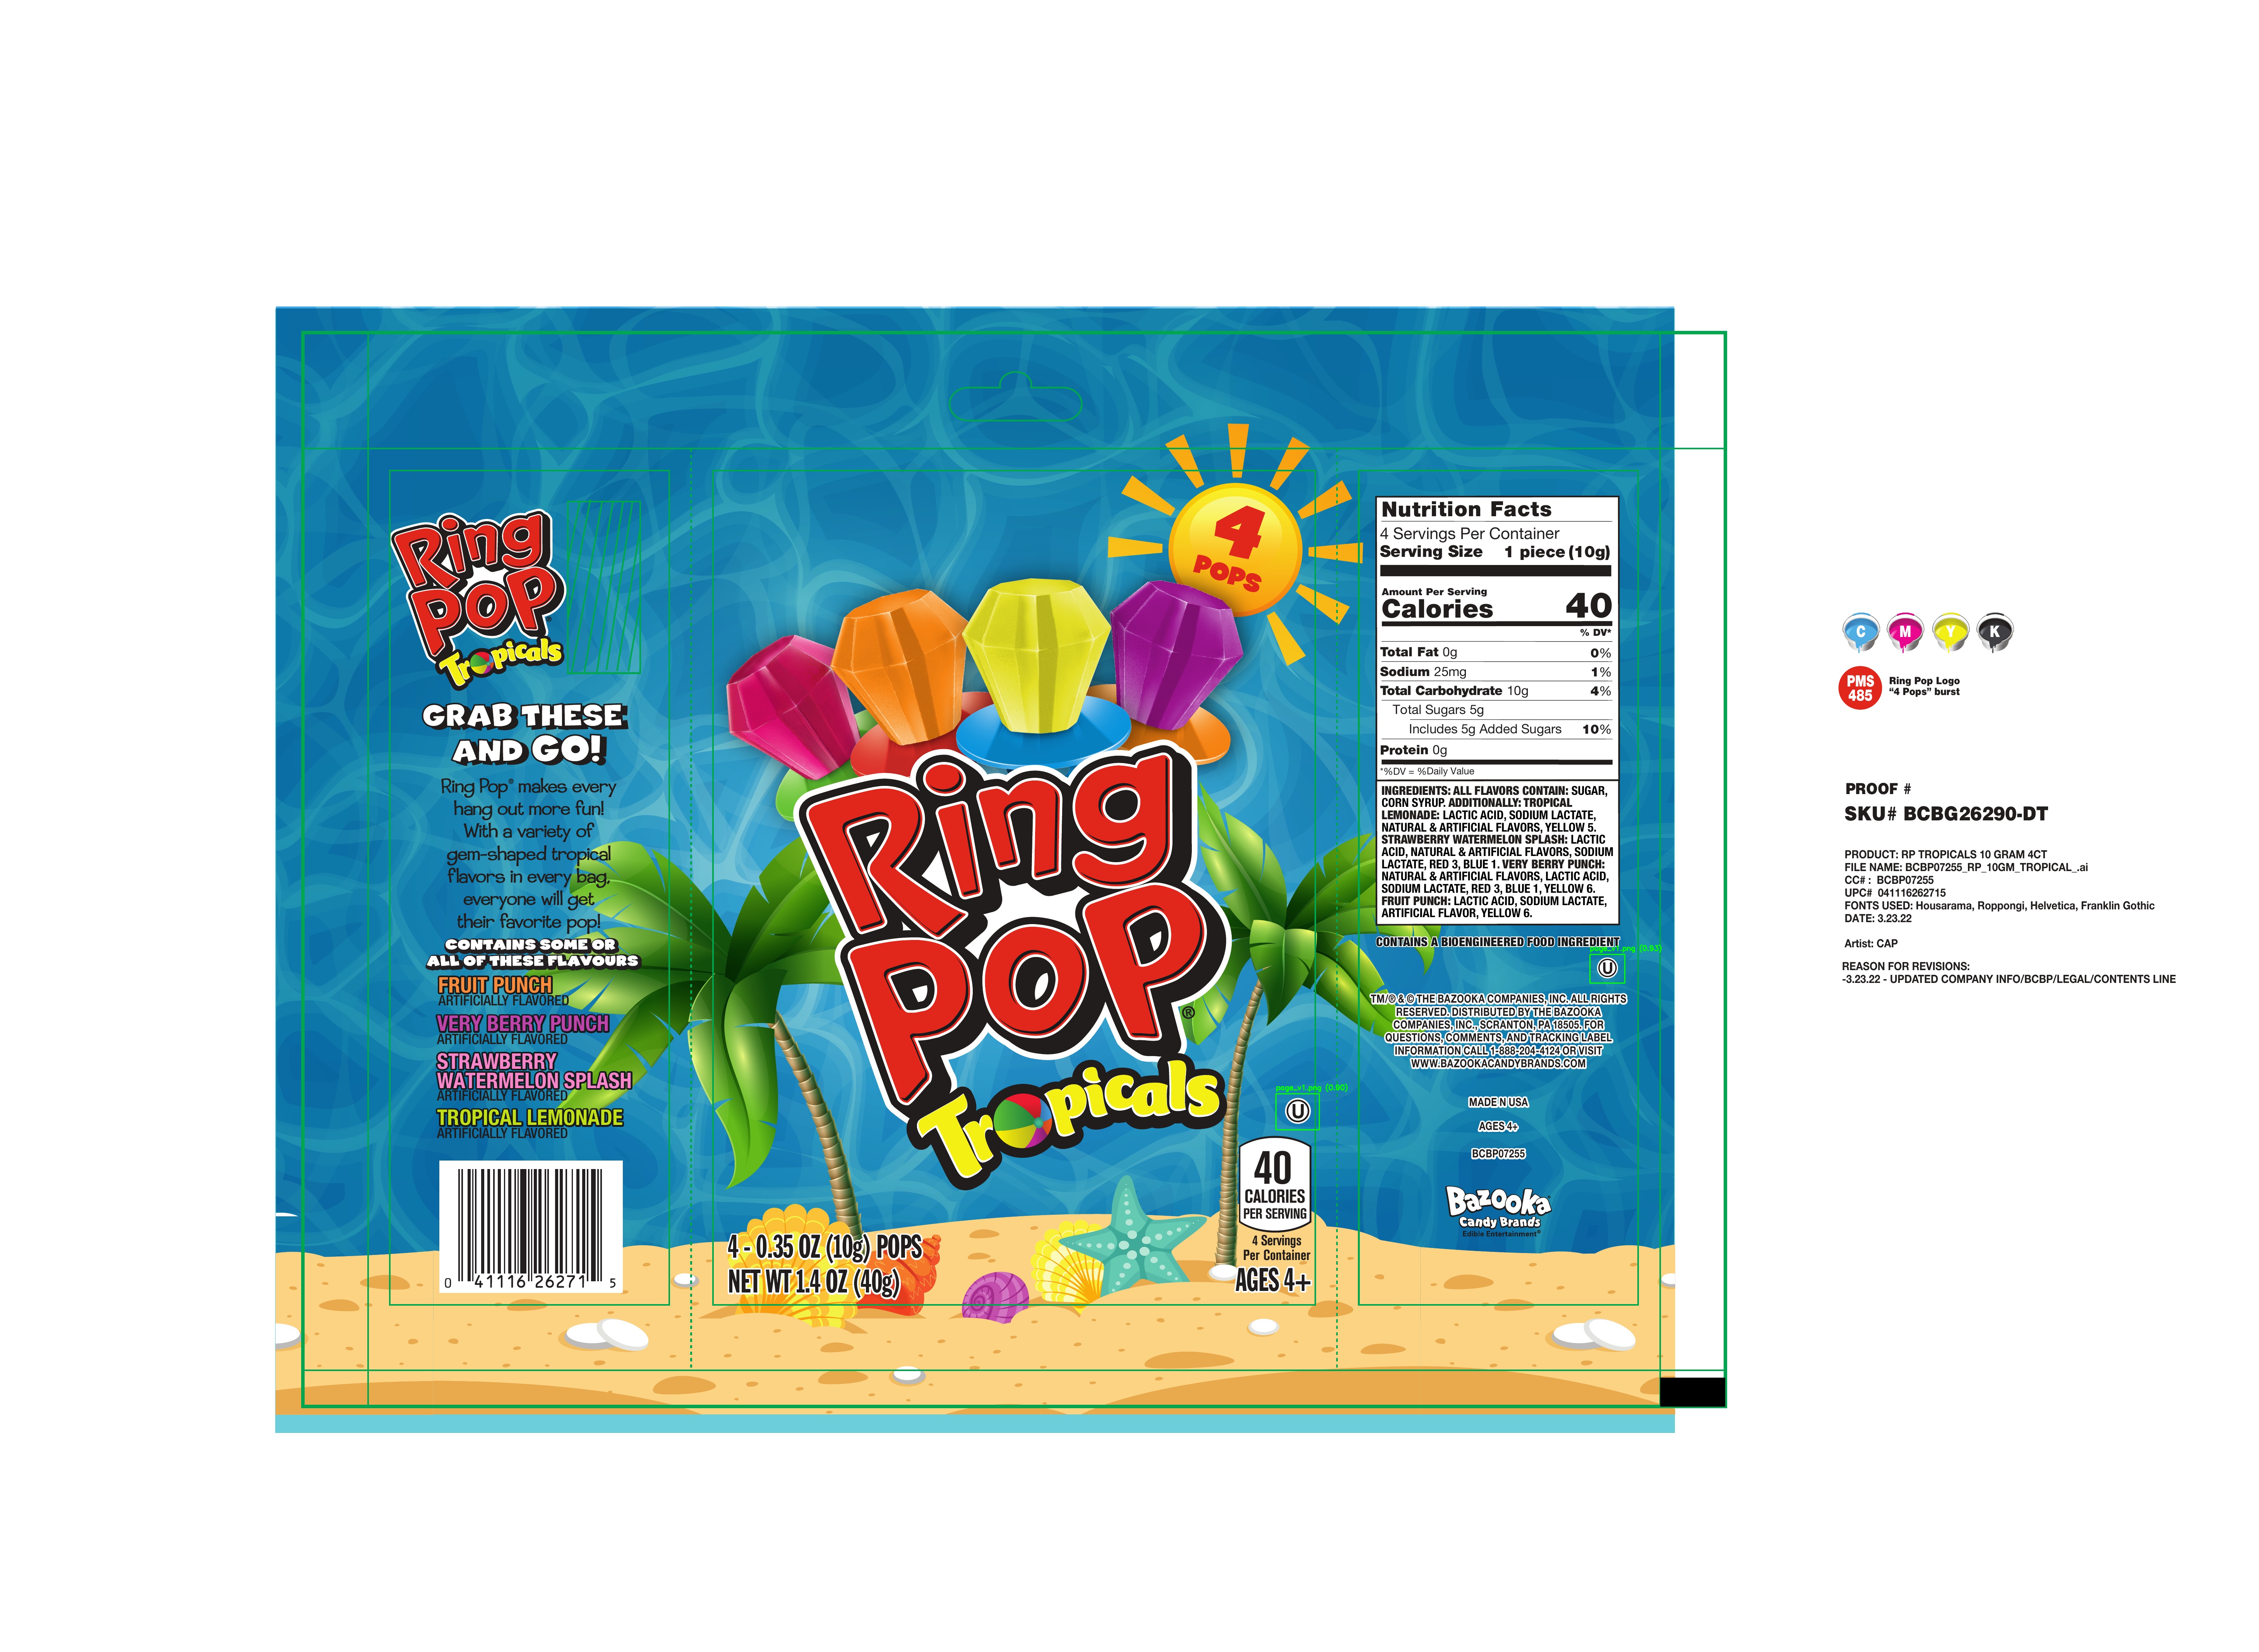 Ring
Pop
Tropicals
GRAB THESE
AND GO!
Ring Pop® makes every
hang out more fun!
With a variety of
gem-shaped tropical
flavors in every bag,
everyone will get
their favorite pop!
CONTAINS SOME OR
ALL OF THESE FLAVOURS
FRUIT PUNCH
ARTIFICIALLY FLAVORED
VERY BERRY PUNCH
ARTIFICIALLY FLAVORED
STRAWBERRY
WATERMELON SPLASH
ARTIFICIALLY FLAVORED
TROPICAL LEMONADE
ARTIFICIALLY FLAVORED
0 41116 26271 5
4
POPS
Ring
Pop®
Tropicals
page_v1.png (0.90)
U
40
CALORIES
PER SERVING
4 Servings
Per Container
AGES 4+
4 - 0.35 OZ (10g) POPS
NET WT 1.4 OZ (40g)
Nutrition Facts
4 Servings Per Container
Serving Size 1 piece (10g)
Amount Per Serving
Calories 40
% DV*
Total Fat 0g 0%
Sodium 25mg 1%
Total Carbohydrate 10g 4%
Total Sugars 5g
Includes 5g Added Sugars 10%
Protein 0g
*%DV = %Daily Value
INGREDIENTS: ALL FLAVORS CONTAIN: SUGAR,
CORN SYRUP. ADDITIONALLY: TROPICAL
LEMONADE: LACTIC ACID, SODIUM LACTATE,
NATURAL & ARTIFICIAL FLAVORS, YELLOW 5.
STRAWBERRY WATERMELON SPLASH: LACTIC
ACID, NATURAL & ARTIFICIAL FLAVORS, SODIUM
LACTATE, RED 3, BLUE 1. VERY BERRY PUNCH:
NATURAL & ARTIFICIAL FLAVORS, LACTIC ACID,
SODIUM LACTATE, RED 3, BLUE 1, YELLOW 6.
FRUIT PUNCH: LACTIC ACID, SODIUM LACTATE,
ARTIFICIAL FLAVOR, YELLOW 6.
CONTAINS A BIOENGINEERED FOOD INGREDIENT
page_v1.png (0.93)
U
TM/® & © THE BAZOOKA COMPANIES, INC. ALL RIGHTS
RESERVED. DISTRIBUTED BY THE BAZOOKA
COMPANIES, INC., SCRANTON, PA 18505. FOR
QUESTIONS, COMMENTS, AND TRACKING LABEL
INFORMATION CALL 1-888-204-4124 OR VISIT
WWW.BAZOOKACANDYBRANDS.COM
MADE N USA
AGES 4+
BCBP07255
Bazooka
Candy Brands
Edible Entertainment®
C M Y K
PMS
485
Ring Pop Logo
"4 Pops" burst
PROOF #
SKU# BCBG26290-DT
PRODUCT: RP TROPICALS 10 GRAM 4CT
FILE NAME: BCBP07255_RP_10GM_TROPICAL_.ai
CC# : BCBP07255
UPC# 041116262715
FONTS USED: Housarama, Roppongi, Helvetica, Franklin Gothic
DATE: 3.23.22
Artist: CAP
REASON FOR REVISIONS:
-3.23.22 - UPDATED COMPANY INFO/BCBP/LEGAL/CONTENTS LINE